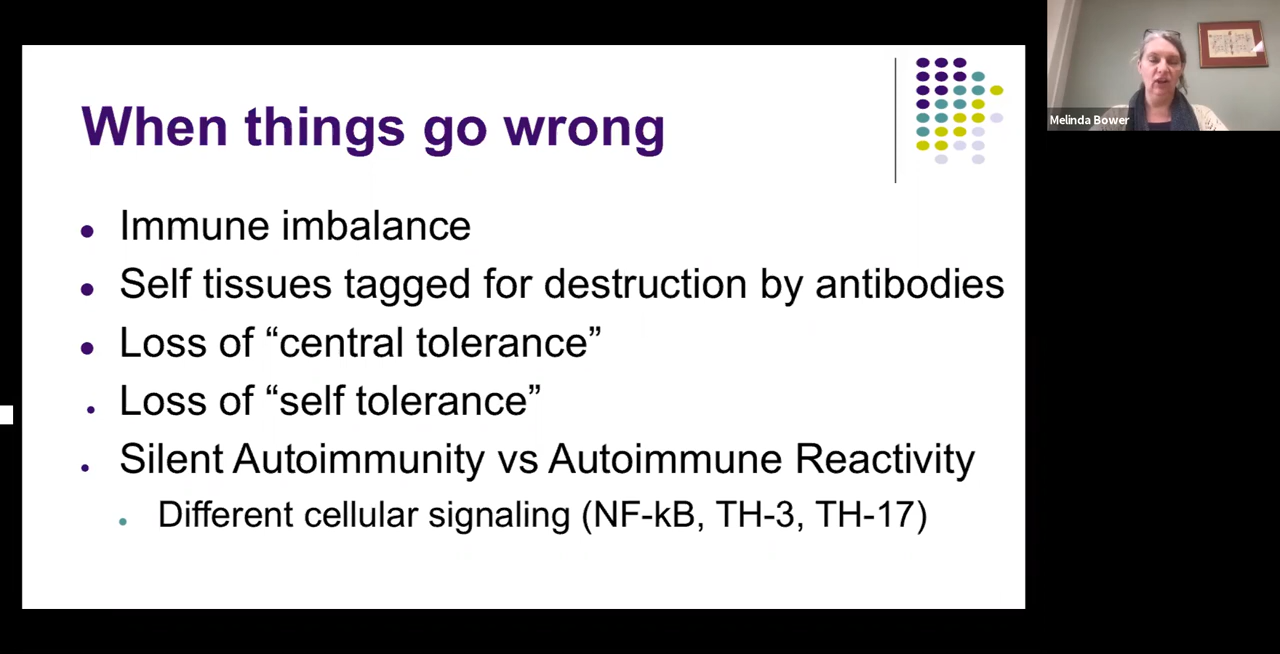 When things go wrong
Immune imbalance
Self tissues tagged for destruction by antibodies
Loss of “central tolerance”
Loss of “self tolerance”
Silent Autoimmunity vs Autoimmune Reactivity
Different cellular signaling (NF-kB, TH-3, TH-17)
Melinda Bower